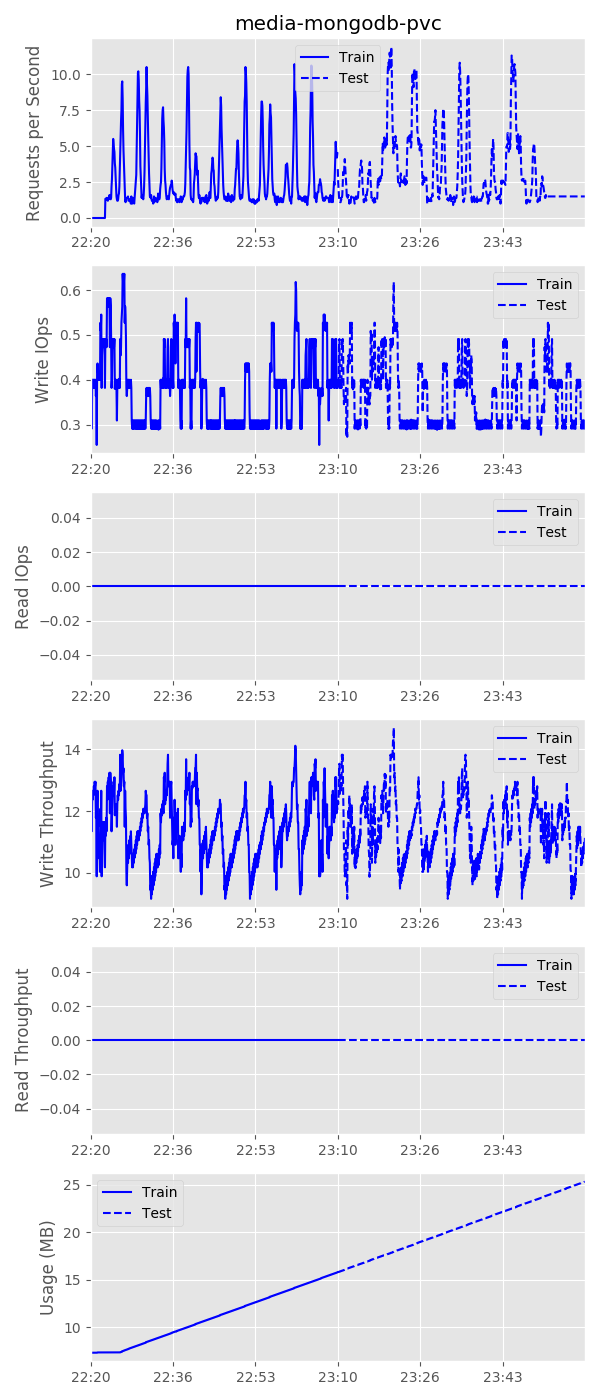 media-mongodb-pvc
Requests per Second
10.0
7.5
5.0
2.5
0.0
Train
Test
22:20 22:36 22:53 23:10 23:26 23:43
Write IOps
0.6
0.5
0.4
0.3
Train
Test
22:20 22:36 22:53 23:10 23:26 23:43
Read IOps
0.04
0.02
0.00
−0.02
−0.04
Train
Test
22:20 22:36 22:53 23:10 23:26 23:43
Write Throughput
14
12
10
Train
Test
22:20 22:36 22:53 23:10 23:26 23:43
Read Throughput
0.04
0.02
0.00
−0.02
−0.04
Train
Test
22:20 22:36 22:53 23:10 23:26 23:43
Usage (MB)
25
20
15
10
Train
Test
22:20 22:36 22:53 23:10 23:26 23:43